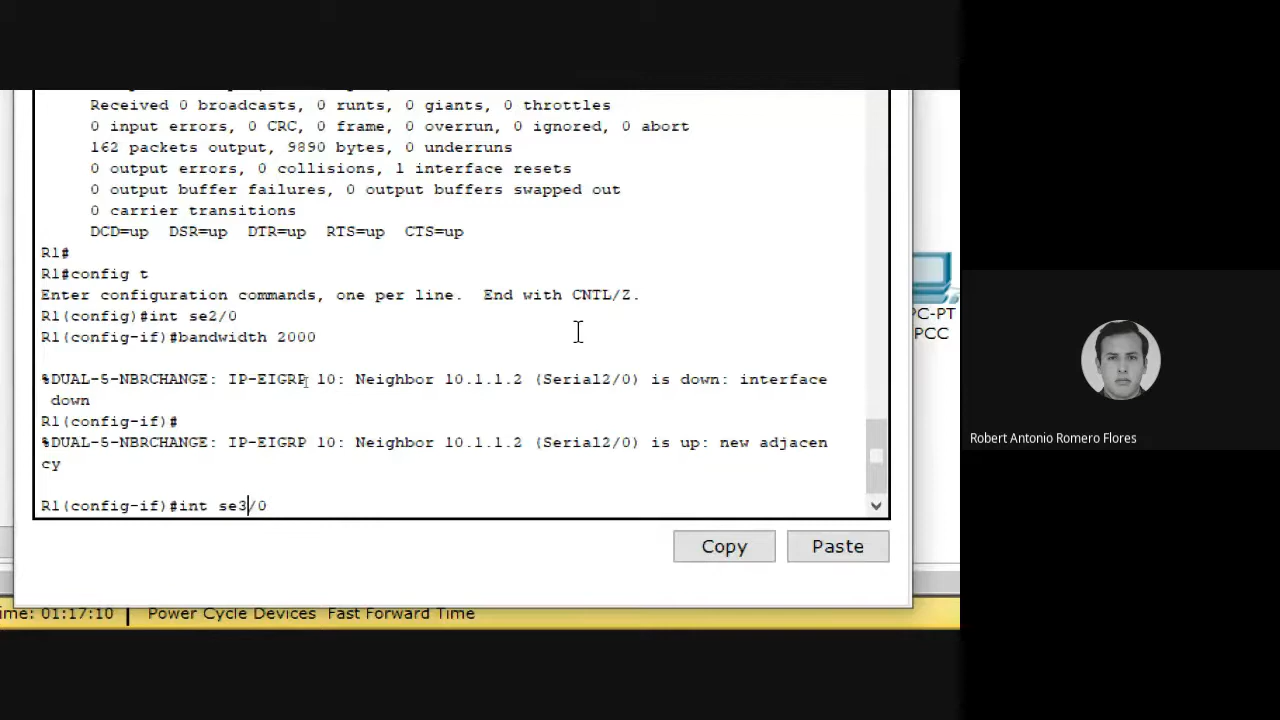 Received 0 broadcasts, 0 runts, 0 giants, 0 throttles
0 input errors, 0 CRC, 0 frame, 0 overrun, 0 ignored, 0 abort
162 packets output, 9890 bytes, 0 underruns
0 output errors, 0 collisions, 1 interface resets
0 output buffer failures, 0 output buffers swapped out
0 carrier transitions
DCD=up  DSR=up  DTR=up  RTS=up  CTS=up
R1#
R1#config t
Enter configuration commands, one per line.  End with CNTL/Z.
R1(config)#int se2/0
R1(config-if)#bandwidth 2000
%DUAL-5-NBRCHANGE: IP-EIGRP 10: Neighbor 10.1.1.2 (Serial2/0) is down: interface
down
R1(config-if)#
%DUAL-5-NBRCHANGE: IP-EIGRP 10: Neighbor 10.1.1.2 (Serial2/0) is up: new adjacen
cy
R1(config-if)#int se3/0
Copy
Paste
PC-PT
PCC
ime: 01:17:10
Power Cycle Devices  Fast Forward Time
Robert Antonio Romero Flores